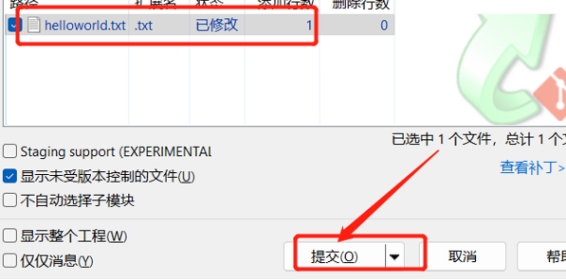 路径 扩展名 状态 添加行数 删除行数
helloworld.txt .txt 已修改 1 0
已选中 1 个文件，总计 1 个
Staging support (EXPERIMENTAL
查看补丁>
显示未受版本控制的文件(U)
不自动选择子模块
显示整个工程(W)
仅仅消息(Y)
提交(O) 取消 帮